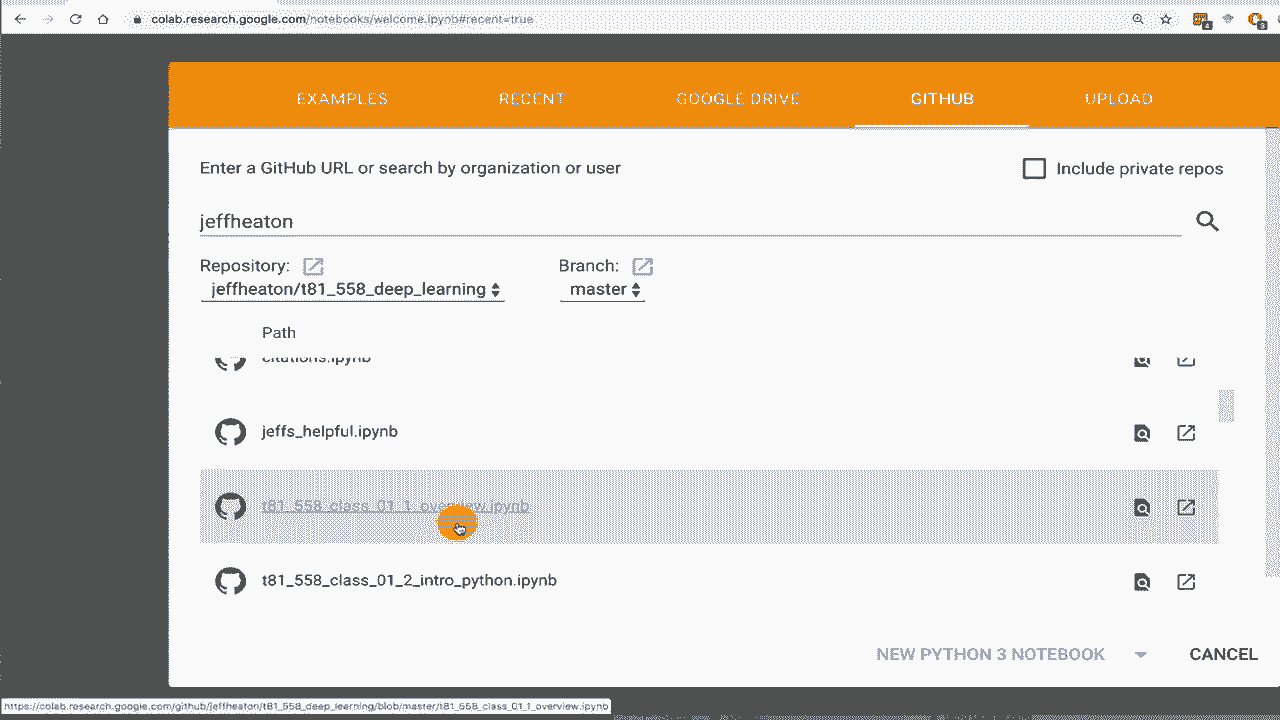 colab.research.google.com/notebooks/welcome.ipynb#recent=true
EXAMPLES RECENT GOOGLE DRIVE GITHUB UPLOAD
Enter a GitHub URL or search by organization or user Include private repos
jeffheaton
Repository: Branch:
jeffheaton/t81_558_deep_learning master
Path
citations.ipynb
jeffs_helpful.ipynb
t81_558_class_01_1_overview.ipynb
t81_558_class_01_2_intro_python.ipynb
NEW PYTHON 3 NOTEBOOK CANCEL
https://colab.research.google.com/github/jeffheaton/t81_558_deep_learning/blob/master/t81_558_class_01_1_overview.ipynb